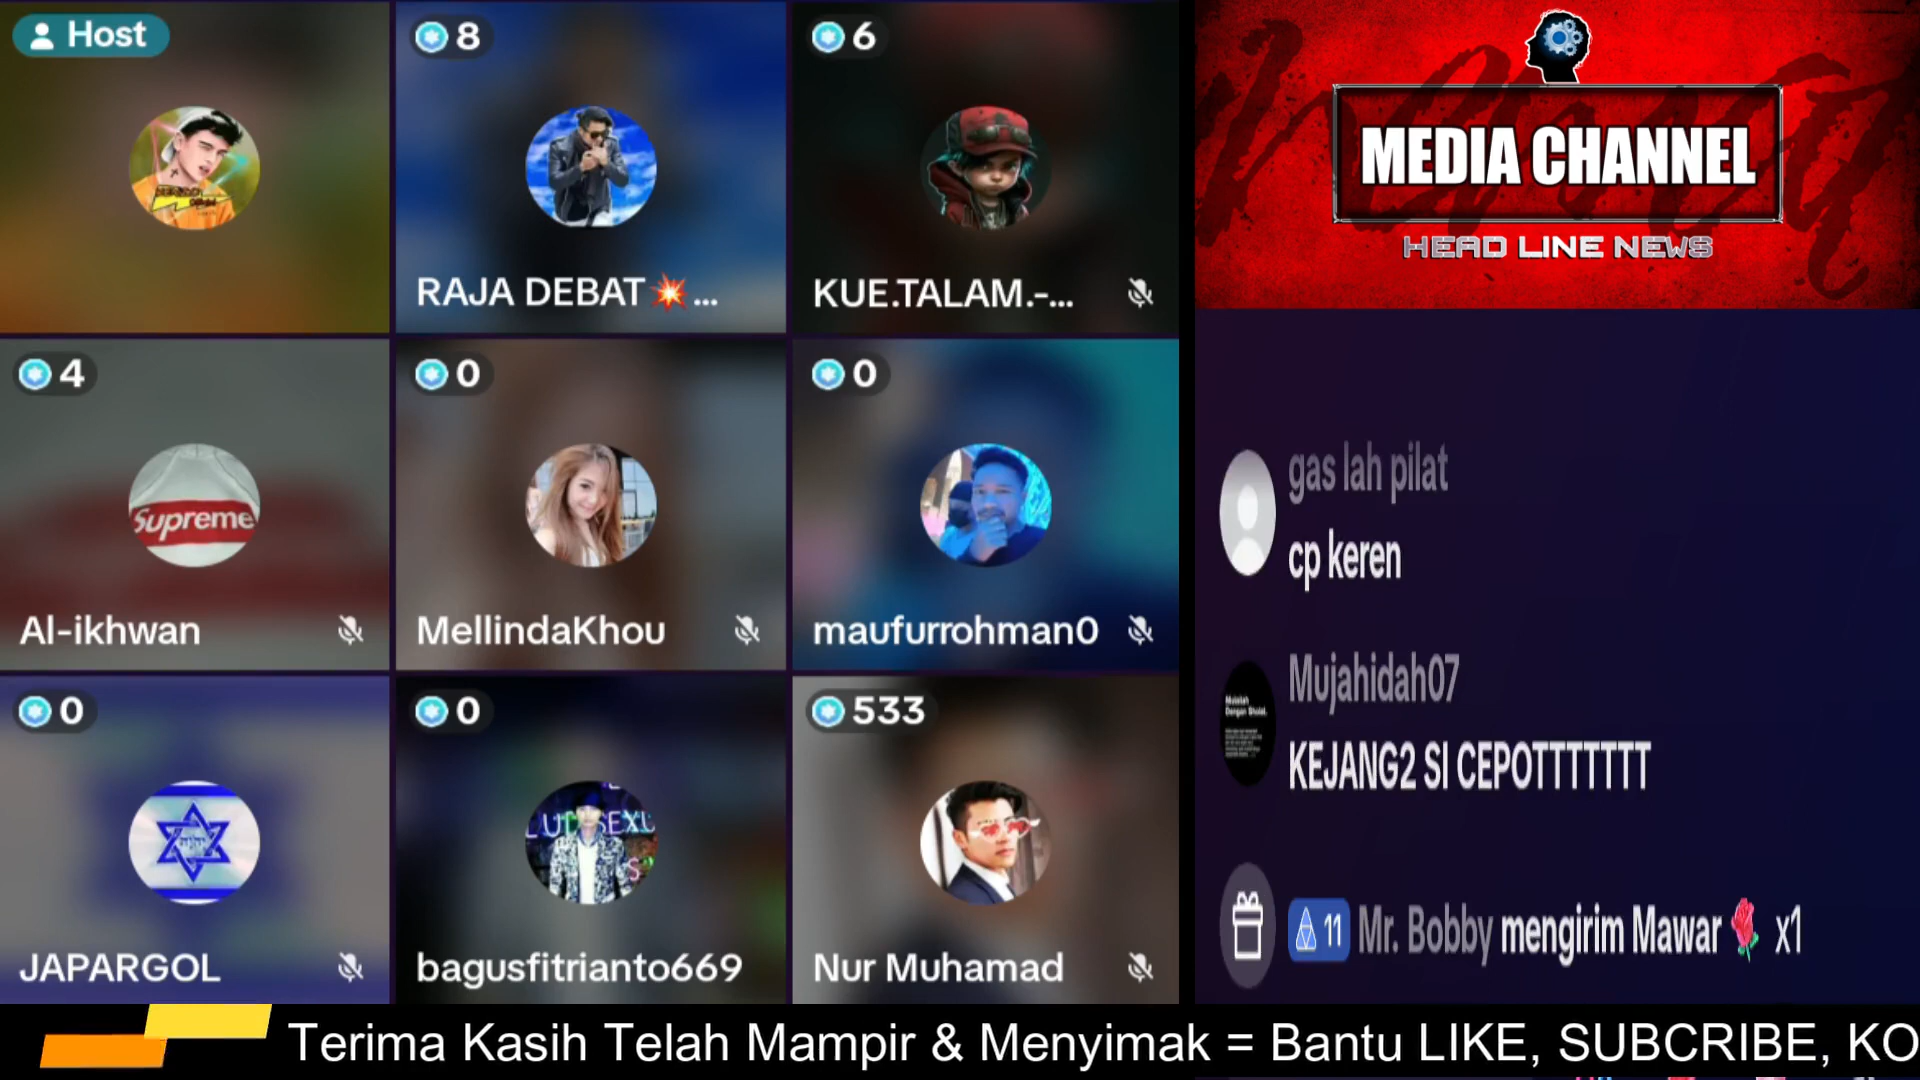 Host
8
6
RAJA DEBAT💥...
KUE.TALAM.-...
4
0
0
Supreme
Al-ikhwan
MellindaKhou
maufurrohman0
0
0
533
JAPARGOL
bagusfitrianto669
Nur Muhamad
MEDIA CHANNEL
HEAD LINE NEWS
gas lah pilat
cp keren
Mujahidah07
KEJANG2 SI CEPOTTTTTTT
11 Mr. Bobby mengirim Mawar 🌹 x1
Terima Kasih Telah Mampir & Menyimak = Bantu LIKE, SUBCRIBE, KO